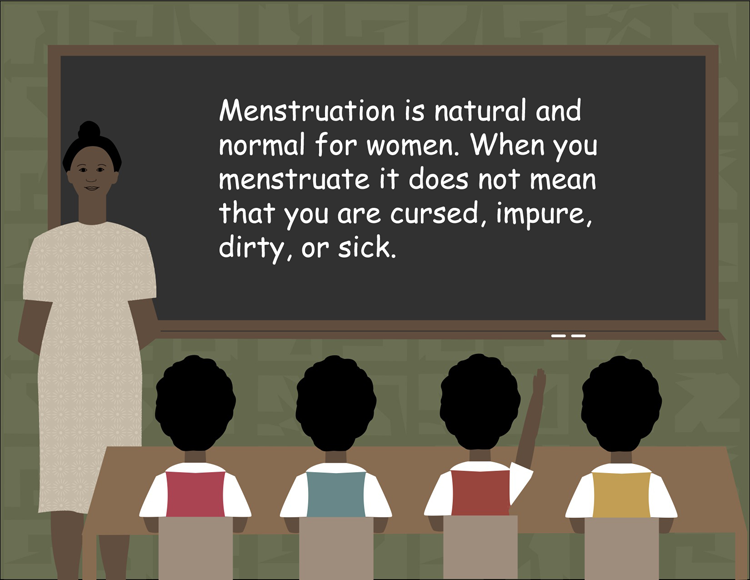 Menstruation is natural and
normal for women. When you
menstruate it does not mean
that you are cursed, impure,
dirty, or sick.